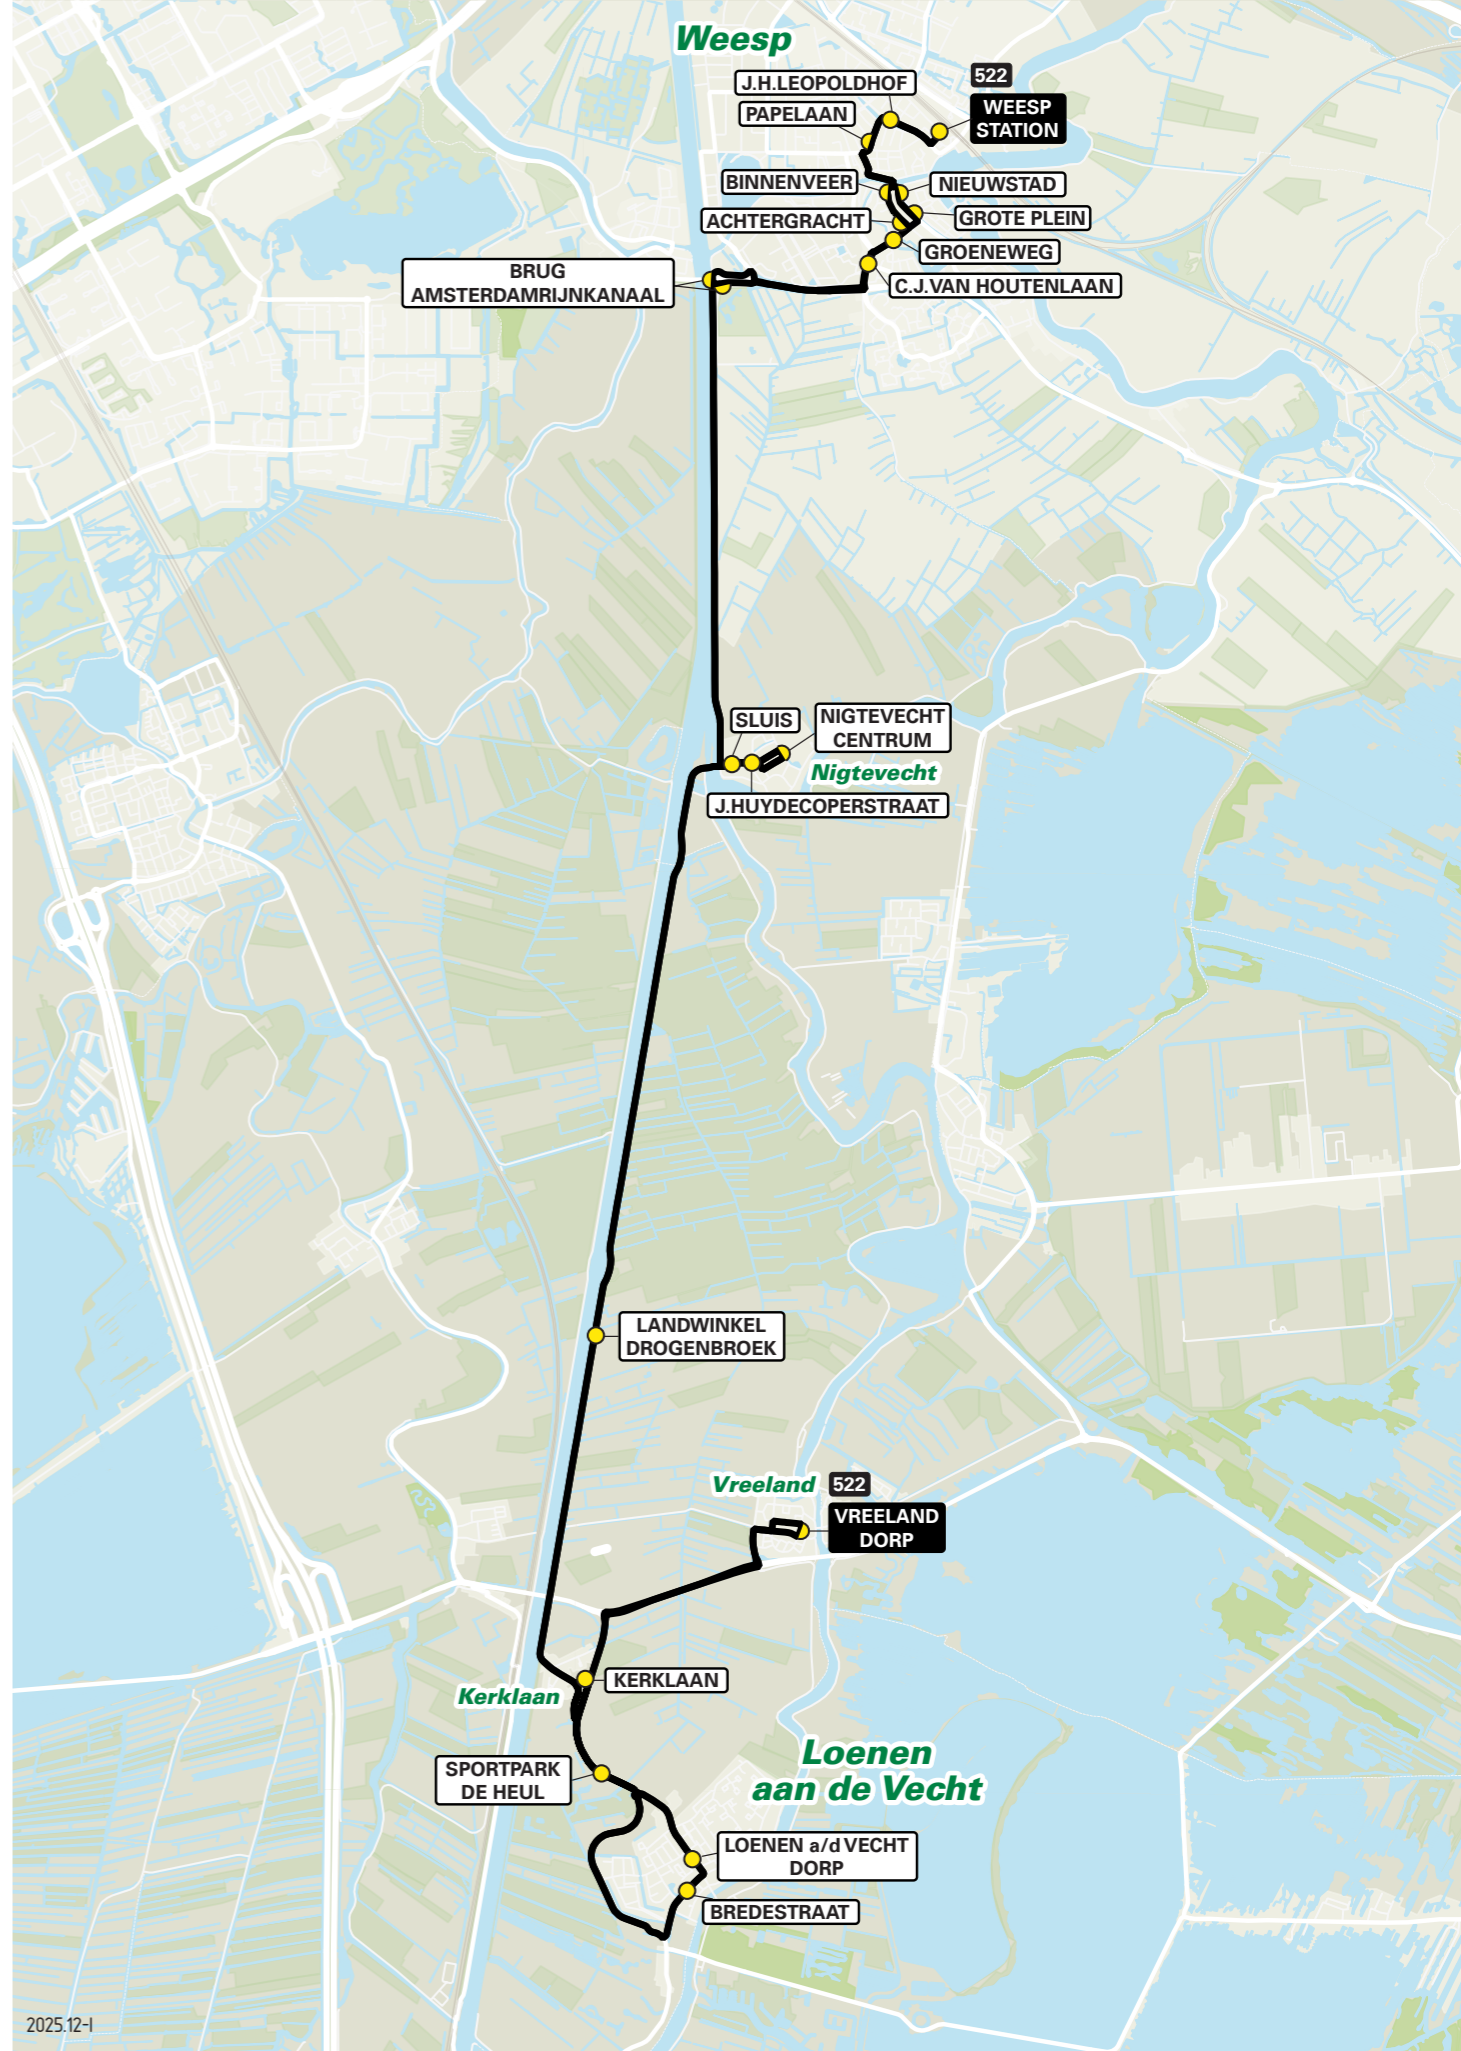 Weesp
J.H.LEOPOLDHOF
522
PAPELAAN
WEESP
STATION
BINNENVEER
NIEUWSTAD
ACHTERGRACHT
GROTE PLEIN
GROENEWEG
BRUG
AMSTERDAMRIJNKANAAL
C.J.VAN HOUTENLAAN
SLUIS
NIGTEVECHT
CENTRUM
Nigtevecht
J.HUYDECOPERSTRAAT
LANDWINKEL
DROGENBROEK
Vreeland
522
VREELAND
DORP
KERKLAAN
Kerklaan
Loenen
aan de Vecht
SPORTPARK
DE HEUL
LOENEN a/d VECHT
DORP
BREDESTRAAT
2025.12-I